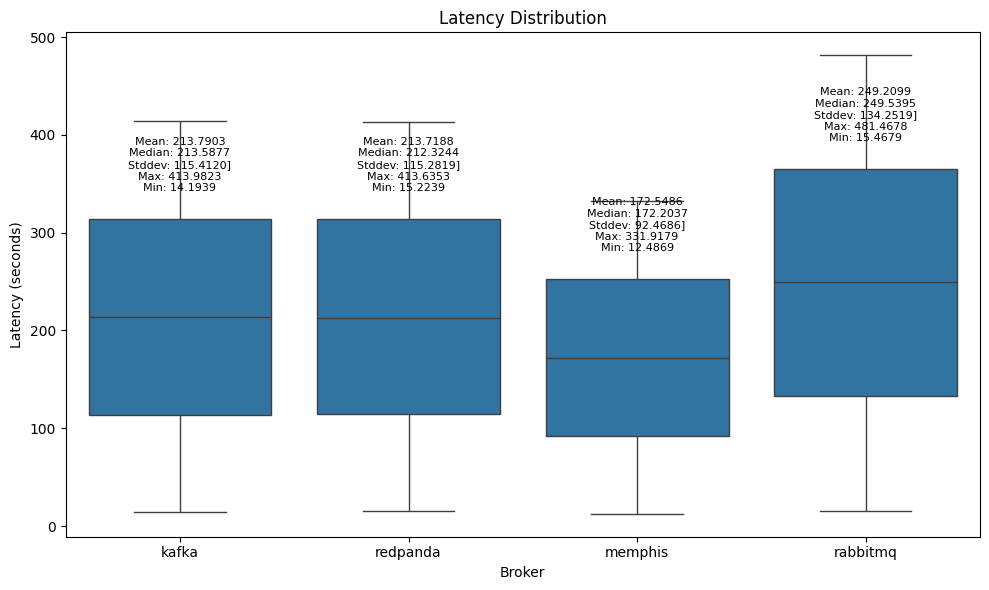 Latency Distribution
Latency (seconds)
500
400
300
200
100
0
Mean: 213.7903
Median: 213.5877
Stddev: 115.4120]
Max: 413.9823
Min: 14.1939
Mean: 213.7188
Median: 212.3244
Stddev: 115.2819]
Max: 413.6353
Min: 15.2239
Mean: 172.5486
Median: 172.2037
Stddev: 92.4686]
Max: 331.9179
Min: 12.4869
Mean: 249.2099
Median: 249.5395
Stddev: 134.2519]
Max: 481.4678
Min: 15.4679
kafka
redpanda
memphis
rabbitmq
Broker